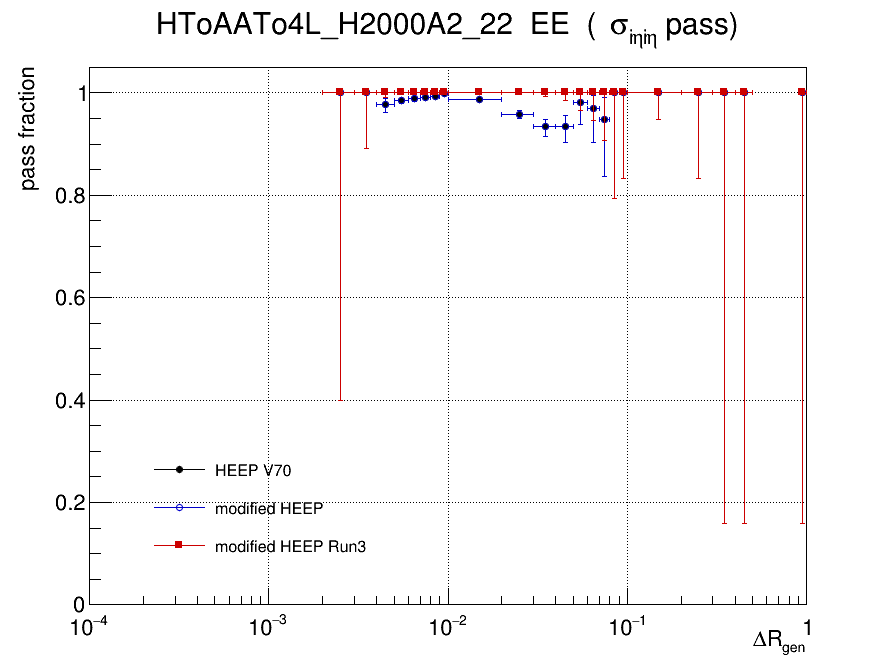 HToAATo4L_H2000A2_22 EE ( σiηiη pass)
pass fraction
1
0.8
0.6
0.4
0.2
0
HEEP V70
modified HEEP
modified HEEP Run3
10−4
10−3
10−2
10−1
1
ΔRgen